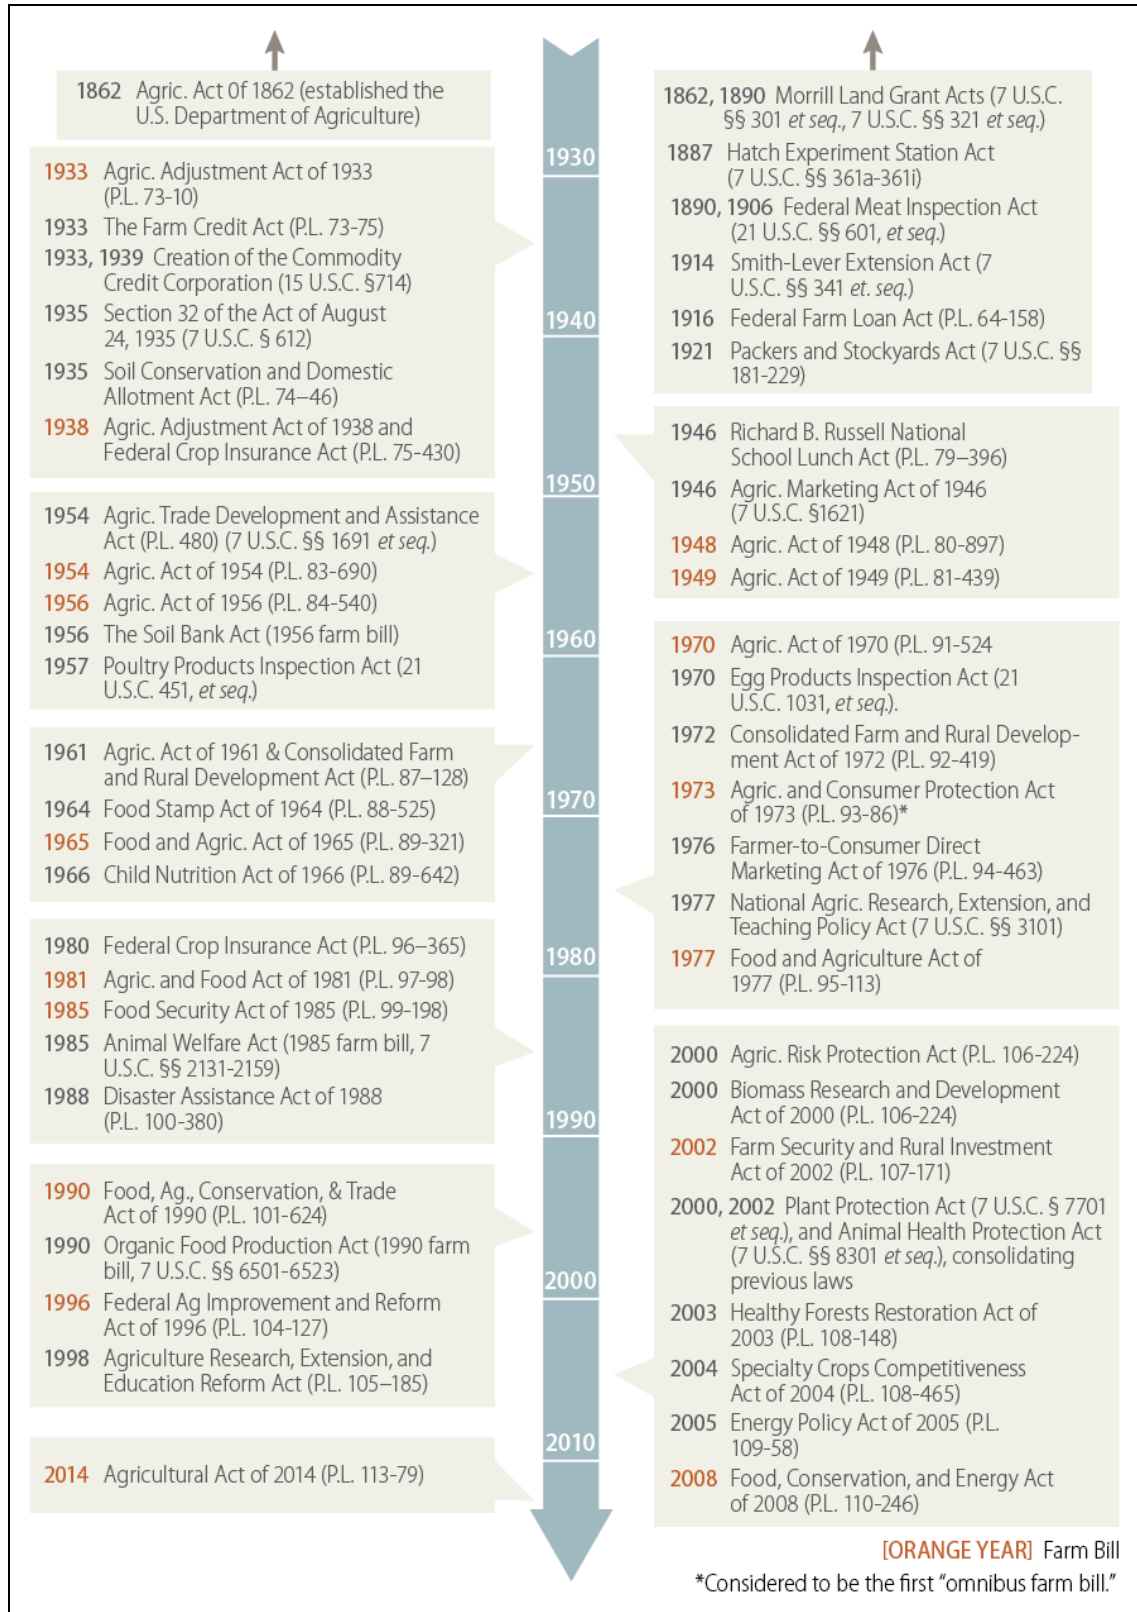 1862 Agric. Act 0f 1862 (established the
U.S. Department of Agriculture)
1933 Agric. Adjustment Act of 1933
(P.L. 73-10)
1933 The Farm Credit Act (P.L. 73-75)
1933, 1939 Creation of the Commodity
Credit Corporation (15 U.S.C. §714)
1935 Section 32 of the Act of August
24, 1935 (7 U.S.C. § 612)
1935 Soil Conservation and Domestic
Allotment Act (P.L. 74–46)
1938 Agric. Adjustment Act of 1938 and
Federal Crop Insurance Act (P.L. 75-430)
1954 Agric. Trade Development and Assistance
Act (P.L. 480) (7 U.S.C. §§ 1691 et seq.)
1954 Agric. Act of 1954 (P.L. 83-690)
1956 Agric. Act of 1956 (P.L. 84-540)
1956 The Soil Bank Act (1956 farm bill)
1957 Poultry Products Inspection Act (21
U.S.C. 451, et seq.)
1961 Agric. Act of 1961 & Consolidated Farm
and Rural Development Act (P.L. 87–128)
1964 Food Stamp Act of 1964 (P.L. 88-525)
1965 Food and Agric. Act of 1965 (P.L. 89-321)
1966 Child Nutrition Act of 1966 (P.L. 89-642)
1980 Federal Crop Insurance Act (P.L. 96–365)
1981 Agric. and Food Act of 1981 (P.L. 97-98)
1985 Food Security Act of 1985 (P.L. 99-198)
1985 Animal Welfare Act (1985 farm bill, 7
U.S.C. §§ 2131-2159)
1988 Disaster Assistance Act of 1988
(P.L. 100-380)
1990 Food, Ag., Conservation, & Trade
Act of 1990 (P.L. 101-624)
1990 Organic Food Production Act (1990 farm
bill, 7 U.S.C. §§ 6501-6523)
1996 Federal Ag Improvement and Reform
Act of 1996 (P.L. 104-127)
1998 Agriculture Research, Extension, and
Education Reform Act (P.L. 105–185)
2014 Agricultural Act of 2014 (P.L. 113-79)
1930
1940
1950
1960
1970
1980
1990
2000
2010
1862, 1890 Morrill Land Grant Acts (7 U.S.C.
§§ 301 et seq., 7 U.S.C. §§ 321 et seq.)
1887 Hatch Experiment Station Act
(7 U.S.C. §§ 361a-361i)
1890, 1906 Federal Meat Inspection Act
(21 U.S.C. §§ 601, et seq.)
1914 Smith-Lever Extension Act (7
U.S.C. §§ 341 et. seq.)
1916 Federal Farm Loan Act (P.L. 64-158)
1921 Packers and Stockyards Act (7 U.S.C. §§
181-229)
1946 Richard B. Russell National
School Lunch Act (P.L. 79–396)
1946 Agric. Marketing Act of 1946
(7 U.S.C. §1621)
1948 Agric. Act of 1948 (P.L. 80-897)
1949 Agric. Act of 1949 (P.L. 81-439)
1970 Agric. Act of 1970 (P.L. 91-524
1970 Egg Products Inspection Act (21
U.S.C. 1031, et seq.).
1972 Consolidated Farm and Rural Develop-
ment Act of 1972 (P.L. 92-419)
1973 Agric. and Consumer Protection Act
of 1973 (P.L. 93-86)*
1976 Farmer-to-Consumer Direct
Marketing Act of 1976 (P.L. 94-463)
1977 National Agric. Research, Extension, and
Teaching Policy Act (7 U.S.C. §§ 3101)
1977 Food and Agriculture Act of
1977 (P.L. 95-113)
2000 Agric. Risk Protection Act (P.L. 106-224)
2000 Biomass Research and Development
Act of 2000 (P.L. 106-224)
2002 Farm Security and Rural Investment
Act of 2002 (P.L. 107-171)
2000, 2002 Plant Protection Act (7 U.S.C. § 7701
et seq.), and Animal Health Protection Act
(7 U.S.C. §§ 8301 et seq.), consolidating
previous laws
2003 Healthy Forests Restoration Act of
2003 (P.L. 108-148)
2004 Specialty Crops Competitiveness
Act of 2004 (P.L. 108-465)
2005 Energy Policy Act of 2005 (P.L.
109-58)
2008 Food, Conservation, and Energy Act
of 2008 (P.L. 110-246)
[ORANGE YEAR] Farm Bill
*Considered to be the first "omnibus farm bill."